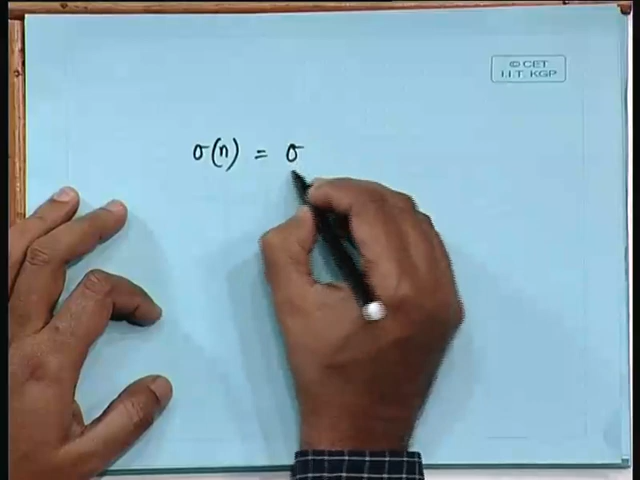 © CET
I.I.T. KGP
σ(n) = σ